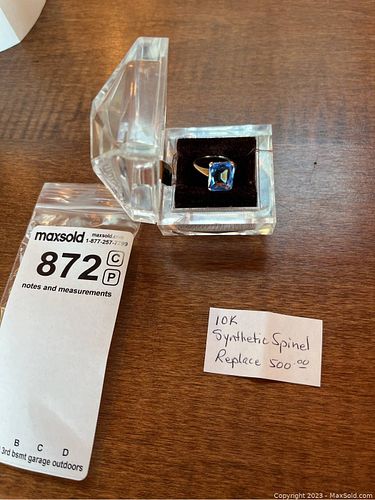 maxsold maxsold.com
1-877-257-7799
872 C
P
notes and measurements
B C D
3rd bsmt garage outdoors
10K
Synthetic Spinel
Replace 500.00
Copyright 2023 - MaxSold.com